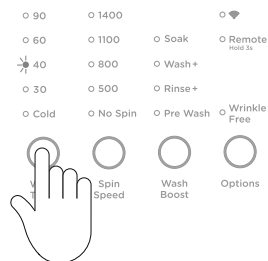 90
1400
60
1100
Soak
Remote
Hold 3s
40
800
Wash+
30
500
Rinse+
Cold
No Spin
Pre Wash
Wrinkle
Free
Spin
Speed
Wash
Boost
Options